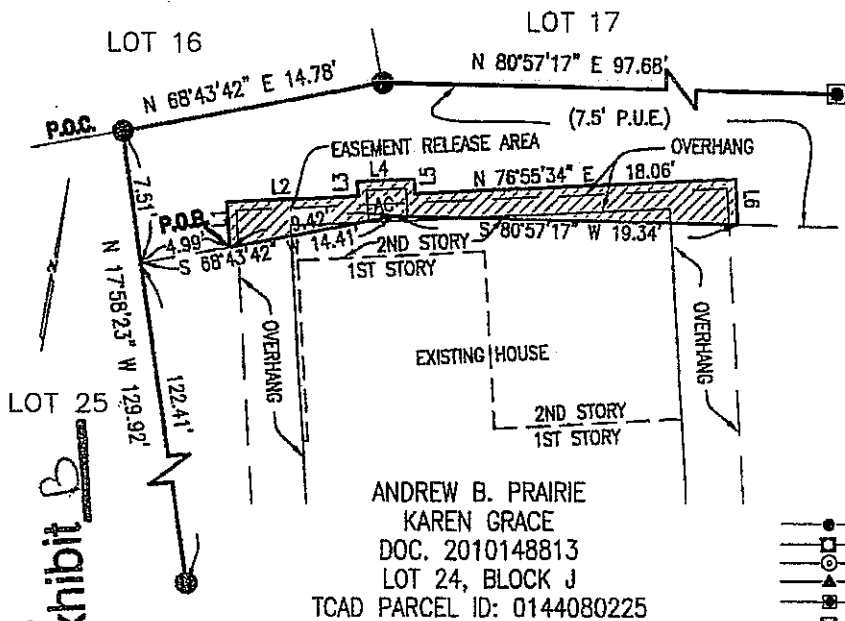 LOT 16
LOT 17
N 68°43'42" E 14.78'
N 80°57'17" E 97.68'
P.O.C.
(7.5' P.U.E.)
EASEMENT RELEASE AREA
OVERHANG
L2
L3
L4
L5
N 76°55'34" E 18.06'
L6
7.51'
P.O.B.
AC
9.42'
4.99'
S 68°43'42" W 14.41'
S 80°57'17" W 19.34'
2ND STORY
1ST STORY
N 17°58'23" W 129.92'
122.41'
OVERHANG
OVERHANG
EXISTING HOUSE
LOT 25
2ND STORY
1ST STORY
Exhibit B
ANDREW B. PRAIRIE
KAREN GRACE
DOC. 2010148813
LOT 24, BLOCK J
TCAD PARCEL ID: 0144080225